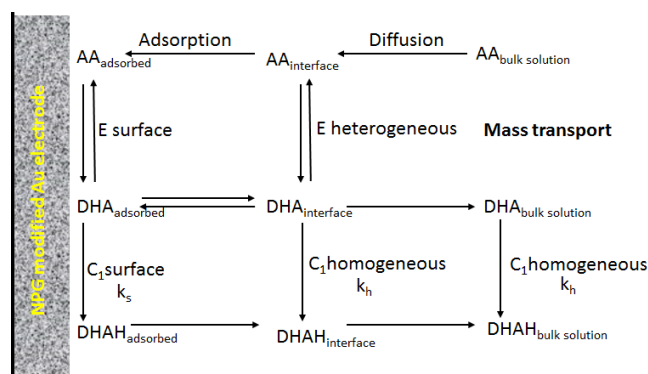 Adsorption
Diffusion
AAadsorbed
AAinterface
AAbulk solution
NPG modified Au electrode
E surface
E heterogeneous
Mass transport
DHAadsorbed
DHAinterface
DHAbulk solution
C1surface
ks
C1homogeneous
kh
C1homogeneous
kh
DHAHadsorbed
DHAHinterface
DHAHbulk solution